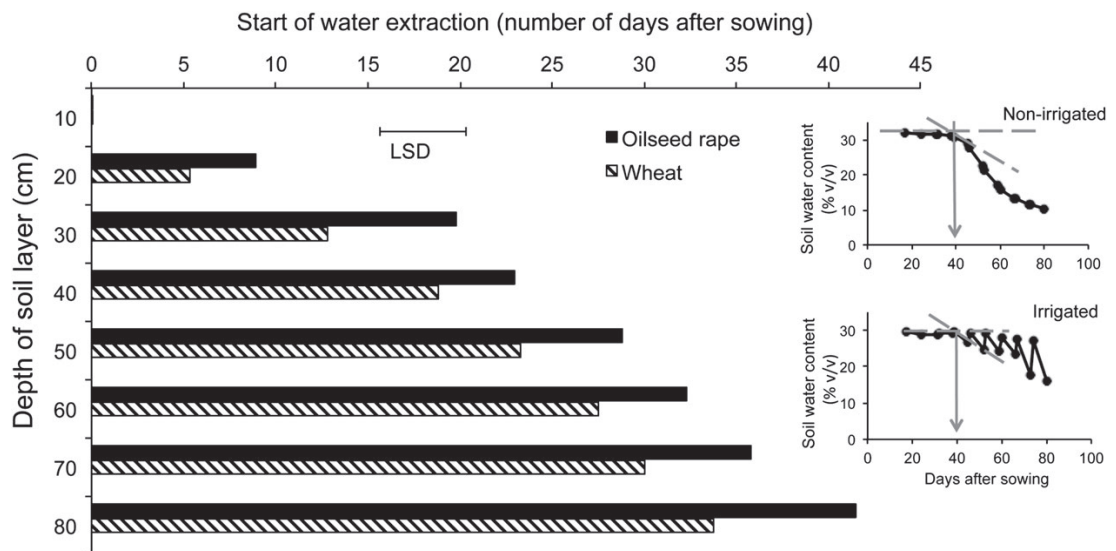 Start of water extraction (number of days after sowing)
0 5 10 15 20 25 30 35 40 45
Depth of soil layer (cm)
10
20
30
40
50
60
70
80
LSD
Oilseed rape
Wheat
Non-irrigated
Soil water content
(% v/v)
30
20
10
0
0 20 40 60 80 100
Irrigated
Soil water content
(% v/v)
30
20
10
0
0 20 40 60 80 100
Days after sowing